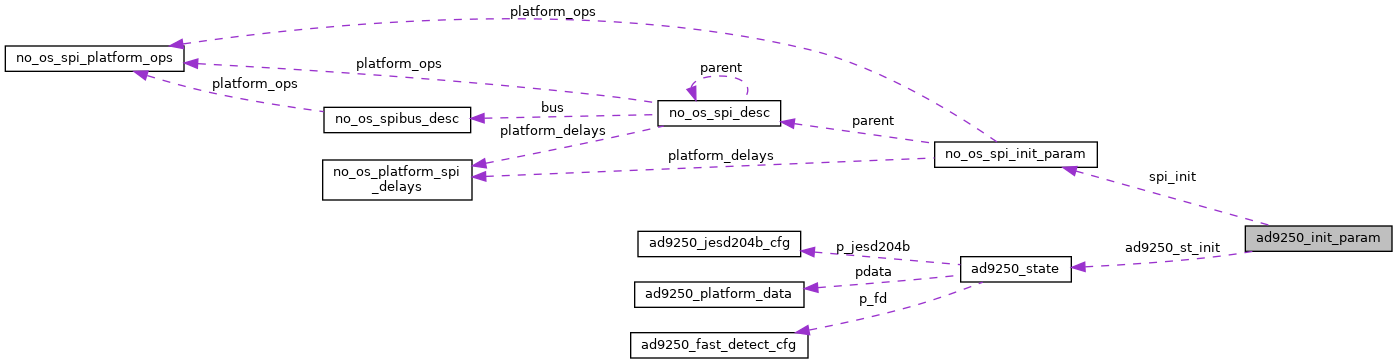 platform_ops
no_os_spi_platform_ops
platform_ops
parent
platform_ops
bus
no_os_spi_desc
no_os_spibus_desc
parent
platform_delays
no_os_spi_init_param
platform_delays
no_os_platform_spi
_delays
spi_init
ad9250_init_param
ad9250_jesd204b_cfg
p_jesd204b
ad9250_st_init
ad9250_state
pdata
ad9250_platform_data
p_fd
ad9250_fast_detect_cfg